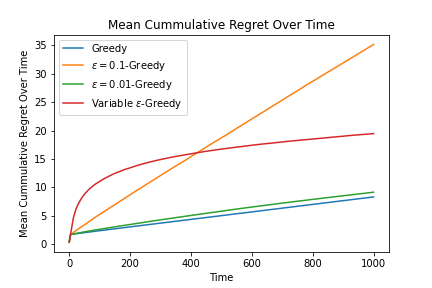 Mean Cummulative Regret Over Time
Mean Cummulative Regret Over Time
35
30
25
20
15
10
5
0
Greedy
ε = 0.1-Greedy
ε = 0.01-Greedy
Variable ε-Greedy
0
200
400
600
800
1000
Time